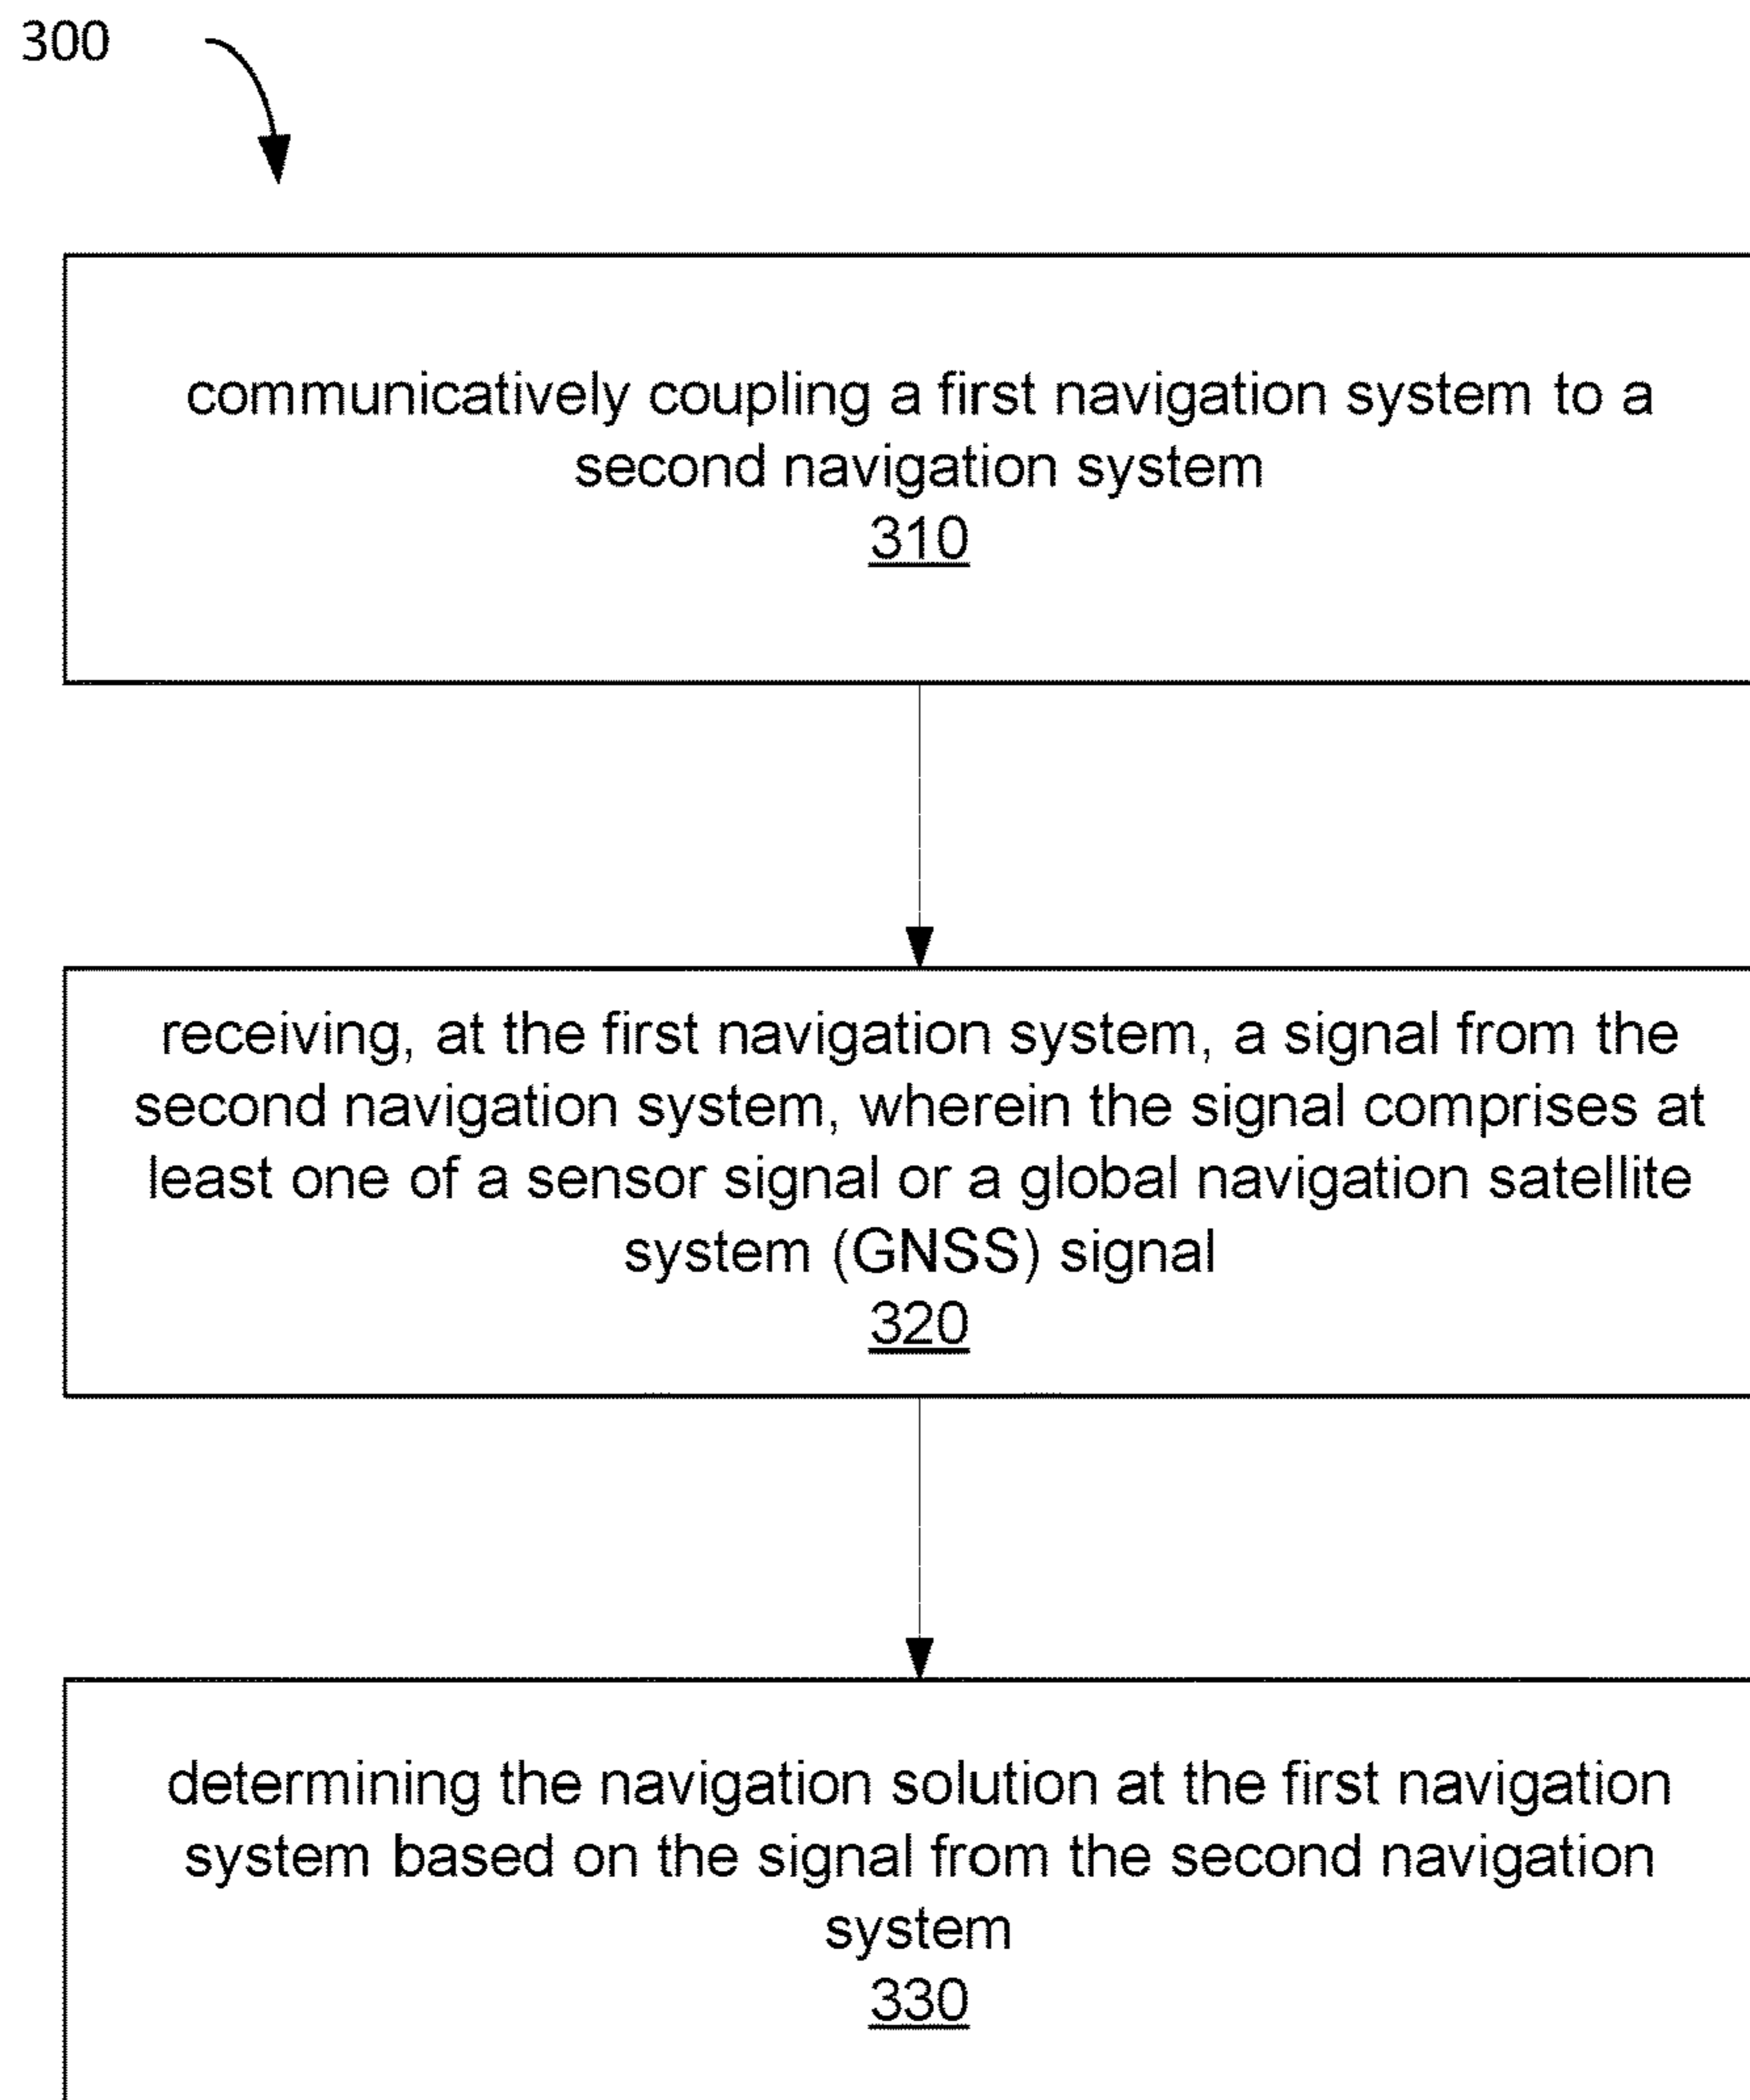 300
communicatively coupling a first navigation system to a
second navigation system
310
receiving, at the first navigation system, a signal from the
second navigation system, wherein the signal comprises at
least one of a sensor signal or a global navigation satellite
system (GNSS) signal
320
determining the navigation solution at the first navigation
system based on the signal from the second navigation
system
330